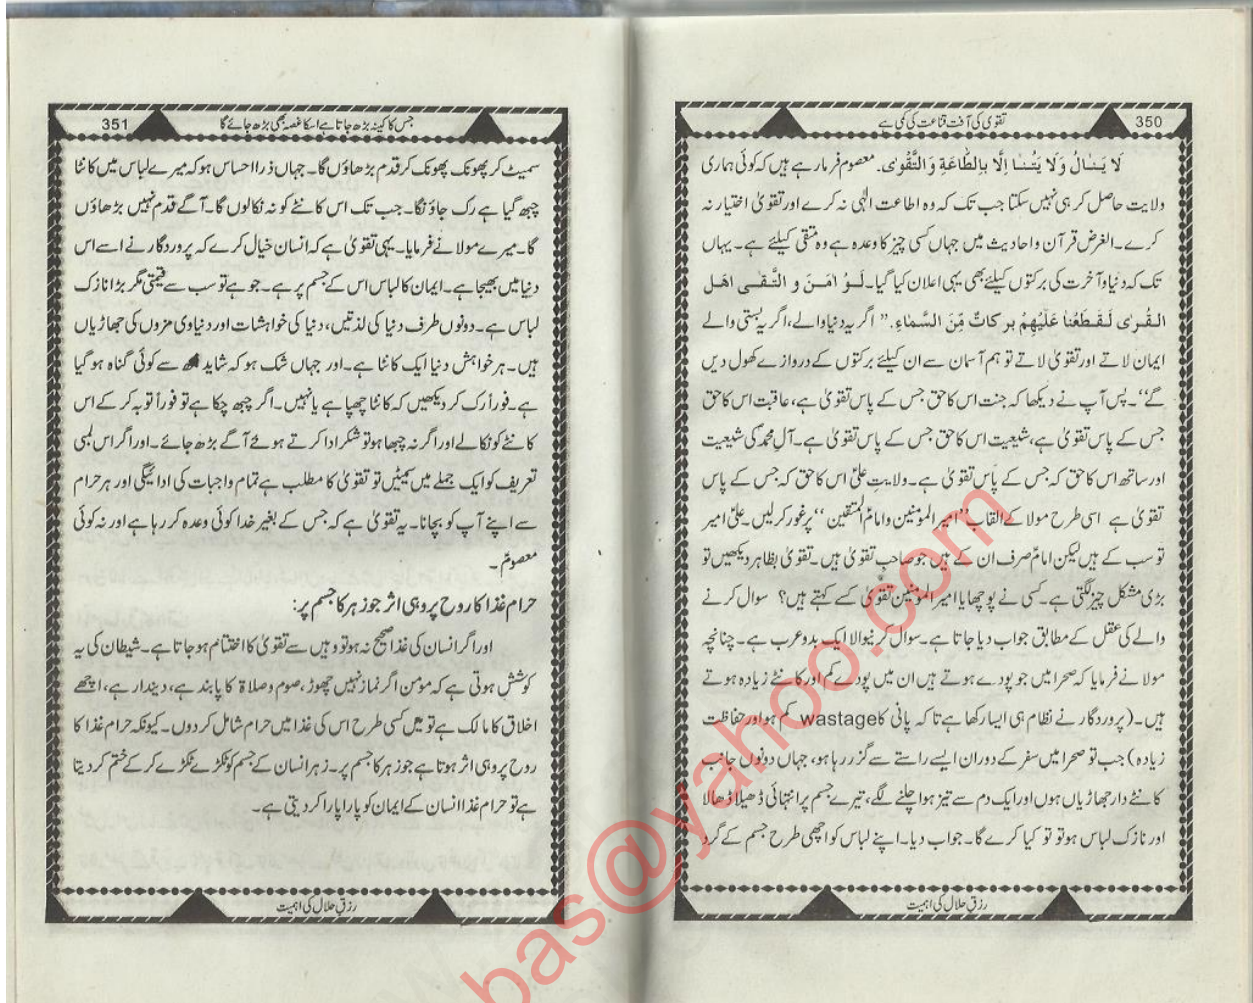 350
تقویٰ کی آفت قناعت کی کمی ہے
لَا یَنَالُ وَلَا یَتُنَا اِلَّا بِالطَّاعَةِ وَ التَّقْوٰی. معصوم فرما رہے ہیں کہ کوئی ہماری
ولایت حاصل کر ہی نہیں سکتا جب تک کہ وہ اطاعت الٰہی نہ کرے اور تقویٰ اختیار نہ
کرے۔ الغرض قرآن و احادیث میں جہاں کسی چیز کا وعدہ ہے وہ متقی کیلئے ہے۔ یہاں
تک کہ دنیا و آخرت کی برکتوں کیلئے بھی یہی اعلان کیا گیا۔ لَوْ اٰمَنَ وَ التَّقٰی اھل
القُرٰی لَفَطَعْنَا عَلَیْھِمْ برکاتٌ مِّنَ السَّماءِ. ”اگر یہ دنیا والے، اگر یہ بستی والے
ایمان لاتے اور تقویٰ لاتے تو ہم آسمان سے ان کیلئے برکتوں کے دروازے کھول دیں
گے“۔ پس آپ نے دیکھا کہ جنت اس کا حق جس کے پاس تقویٰ ہے، عاقبت اس کا حق
جس کے پاس تقویٰ ہے، شیعیت اس کا حق جس کے پاس تقویٰ ہے۔ آلِ محمدؐ کی شیعیت
اور ساتھ اس کا حق کہ جس کے پاس تقویٰ ہے۔ ولایتِ علیؑ اس کا حق کہ جس کے پاس
تقویٰ ہے اسی طرح مولا کے القاب ”امیر المومنین و امامُ المتقین“ پر غور کرلیں۔ علیؑ امیر
تو سب کے ہیں لیکن امامؑ صرف ان کے ہیں جو صاحبِ تقویٰ ہیں۔ تقویٰ بظاہر دیکھیں تو
بڑی مشکل چیز لگتی ہے۔ کسی نے پوچھا یا امیر المومنینؑ تقویٰ کسے کہتے ہیں؟ سوال کرنے
والے کی عقل کے مطابق جواب دیا جاتا ہے۔ سوال کرنیوالا ایک بدو عرب ہے۔ چنانچہ
مولا نے فرمایا کہ صحرا میں جو پودے ہوتے ہیں ان میں پودے کم اور کانٹے زیادہ ہوتے
ہیں۔ (پروردگار نے نظام ہی ایسا رکھا ہے تاکہ پانی کا wastage کم ہو اور حفاظت
زیادہ) جب تو صحرا میں سفر کے دوران ایسے راستے سے گزر رہا ہو، جہاں دونوں جانب
کانٹے دار جھاڑیاں ہوں اور ایک دم سے تیز ہوا چلنے لگے، تیرے جسم پر انتہائی ڈھیلا ڈھالا
اور نازک لباس ہو تو تو کیا کرے گا۔ جواب دیا۔ اپنے لباس کو اچھی طرح جسم کے گرد
رزقِ حلال کی اہمیت
351
جس کا کینہ بڑھ جاتا ہے اسکا غصہ بھی بڑھ جائے گا
سمیٹ کر پھونک پھونک کر قدم بڑھاؤں گا۔ جہاں ذرا احساس ہو کہ میرے لباس میں کانٹا
چبھ گیا ہے رک جاؤنگا۔ جب تک اس کانٹے کو نہ نکالوں گا۔ آگے قدم نہیں بڑھاؤں
گا۔ میرے مولا نے فرمایا۔ یہی تقویٰ ہے کہ انسان خیال کرے کہ پروردگار نے اسے اس
دنیا میں بھیجا ہے۔ ایمان کا لباس اس کے جسم پر ہے۔ جو ہے تو سب سے قیمتی مگر بڑا نازک
لباس ہے۔ دونوں طرف دنیا کی لذتیں، دنیا کی خواہشات اور دنیاوی مزوں کی جھاڑیاں
ہیں۔ ہر خواہش دنیا ایک کانٹا ہے۔ اور جہاں شک ہو کہ شاید سے کوئی گناہ ہو گیا
ہے۔ فوراً رک کر دیکھیں کہ کانٹا چھپا ہے یا نہیں۔ اگر چبھ چکا ہے تو فوراً توبہ کر کے اس
کانٹے کو نکالے اور اگر نہ چبھا ہو تو شکر ادا کرتے ہوئے آگے بڑھ جائے۔ اور اگر اس لمبی
تعریف کو ایک جملے میں سمیٹیں تو تقویٰ کا مطلب ہے تمام واجبات کی ادائیگی اور ہر حرام
سے اپنے آپ کو بچانا۔ یہ تقویٰ ہے کہ جس کے بغیر خدا کوئی وعدہ کر رہا ہے اور نہ کوئی
معصومؑ۔
حرام غذا کا روح پر وہی اثر جو زہر کا جسم پر:
اور اگر انسان کی غذا صحیح نہ ہو تو وہیں سے تقویٰ کا اختتام ہو جاتا ہے۔ شیطان کی یہ
کوشش ہوتی ہے کہ مومن اگر نماز نہیں چھوڑ، صوم و صلاۃ کا پابند ہے، دیندار ہے، اچھے
اخلاق کا مالک ہے تو میں کسی طرح اس کی غذا میں حرام شامل کردوں۔ کیونکہ حرام غذا کا
روح پر وہی اثر ہوتا ہے جو زہر کا جسم پر۔ زہر انسان کے جسم کو ٹکڑے ٹکڑے کر کے ختم کر دیتا
ہے تو حرام غذا انسان کے ایمان کو پارا پارا کر دیتی ہے۔
رزقِ حلال کی اہمیت
bas@yahoo.com